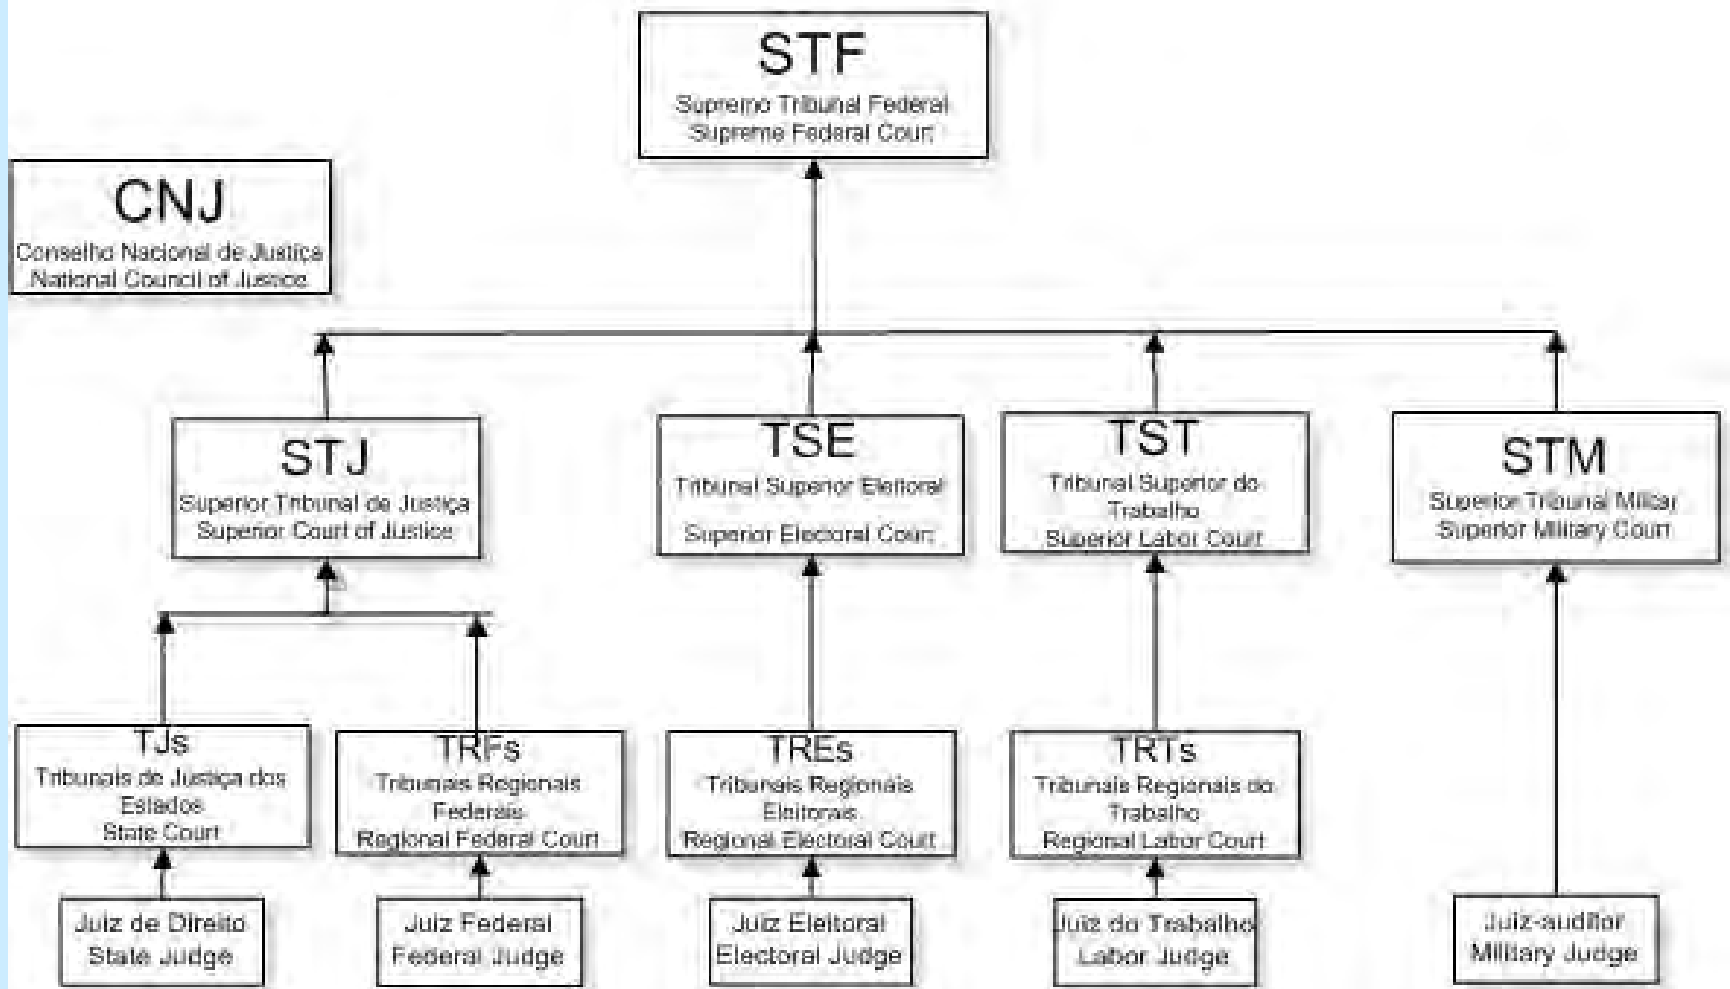 STF
Supremo Tribunal Federal
Supreme Federal Court
CNJ
Conselho Nacional de Justiça
National Council of Justice
STJ
Superior Tribunal de Justiça
Superior Court of Justice
TSE
Tribunal Superior Eleitoral
Superior Electoral Court
TST
Tribunal Superior do
Trabalho
Superior Labor Court
STM
Superior Tribunal Militar
Superior Military Court
TJs
Tribunais de Justiça dos
Estados
State Court
TRFs
Tribunais Regionais
Federais
Regional Federal Court
TREs
Tribunais Regionais
Eleitorais
Regional Electoral Court
TRTs
Tribunais Regionais do
Trabalho
Regional Labor Court
Juiz de Direito
State Judge
Juiz Federal
Federal Judge
Juiz Eleitoral
Electoral Judge
Juiz do Trabalho
Labor Judge
Juiz-auditor
Military Judge